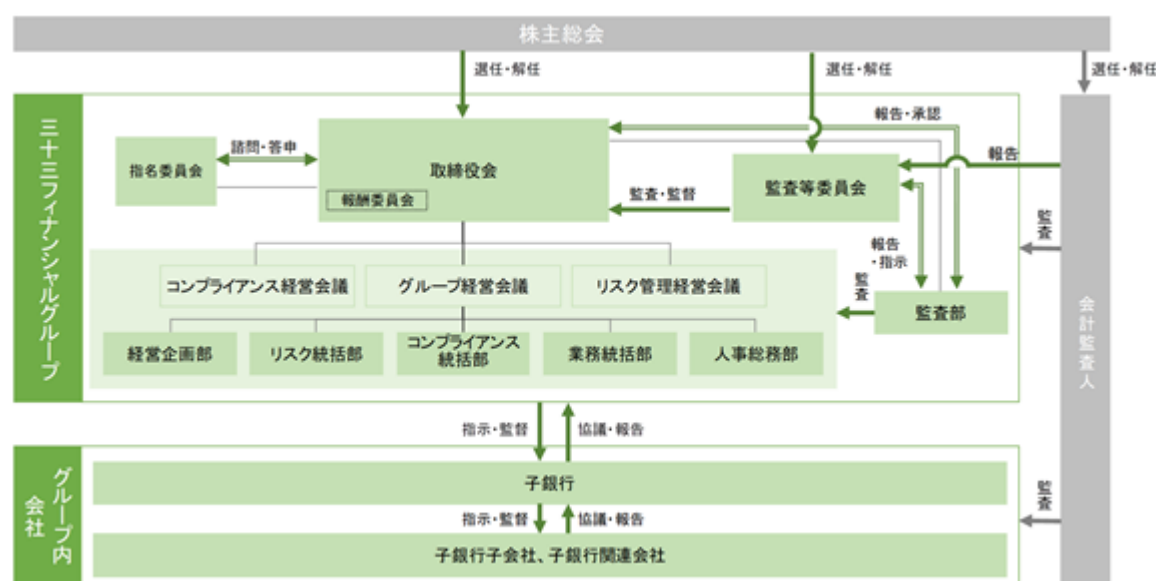 株主総会
選任・解任
選任・解任
選任・解任
三十三フィナンシャルグループ
報告・承認
諮問・答申
指名委員会
取締役会
報酬委員会
監査・監督
監査等委員会
報告
監査
報告
・指示
監査
コンプライアンス経営会議
グループ経営会議
リスク管理経営会議
監査部
会計監査人
経営企画部
リスク統括部
コンプライアンス
統括部
業務統括部
人事総務部
指示・監督
協議・報告
グループ内
会社
子銀行
監査
指示・監督
協議・報告
子銀行子会社、子銀行関連会社